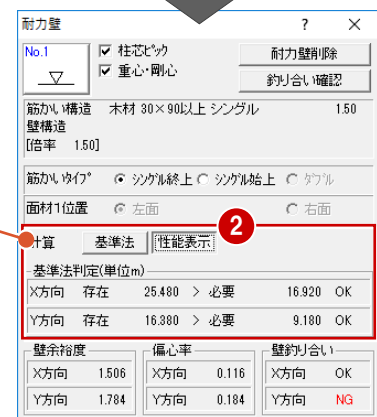 耐力壁 ? ×
No.1 柱芯ピック 耐力壁削除
重心・剛心 釣り合い確認
筋かい構造 木材 30×90以上 シングル 1.50
壁構造
[倍率 1.50]
筋かいタイプ シングル終上 シングル始上 ダブル
面材1位置 左面 右面
2
計算 基準法 性能表示
基準法判定(単位m)
X方向 存在 25.480 > 必要 16.920 OK
Y方向 存在 16.380 > 必要 9.180 OK
壁余裕度 偏心率 壁釣り合い
X方向 1.506 X方向 0.116 X方向 OK
Y方向 1.784 Y方向 0.184 Y方向 NG